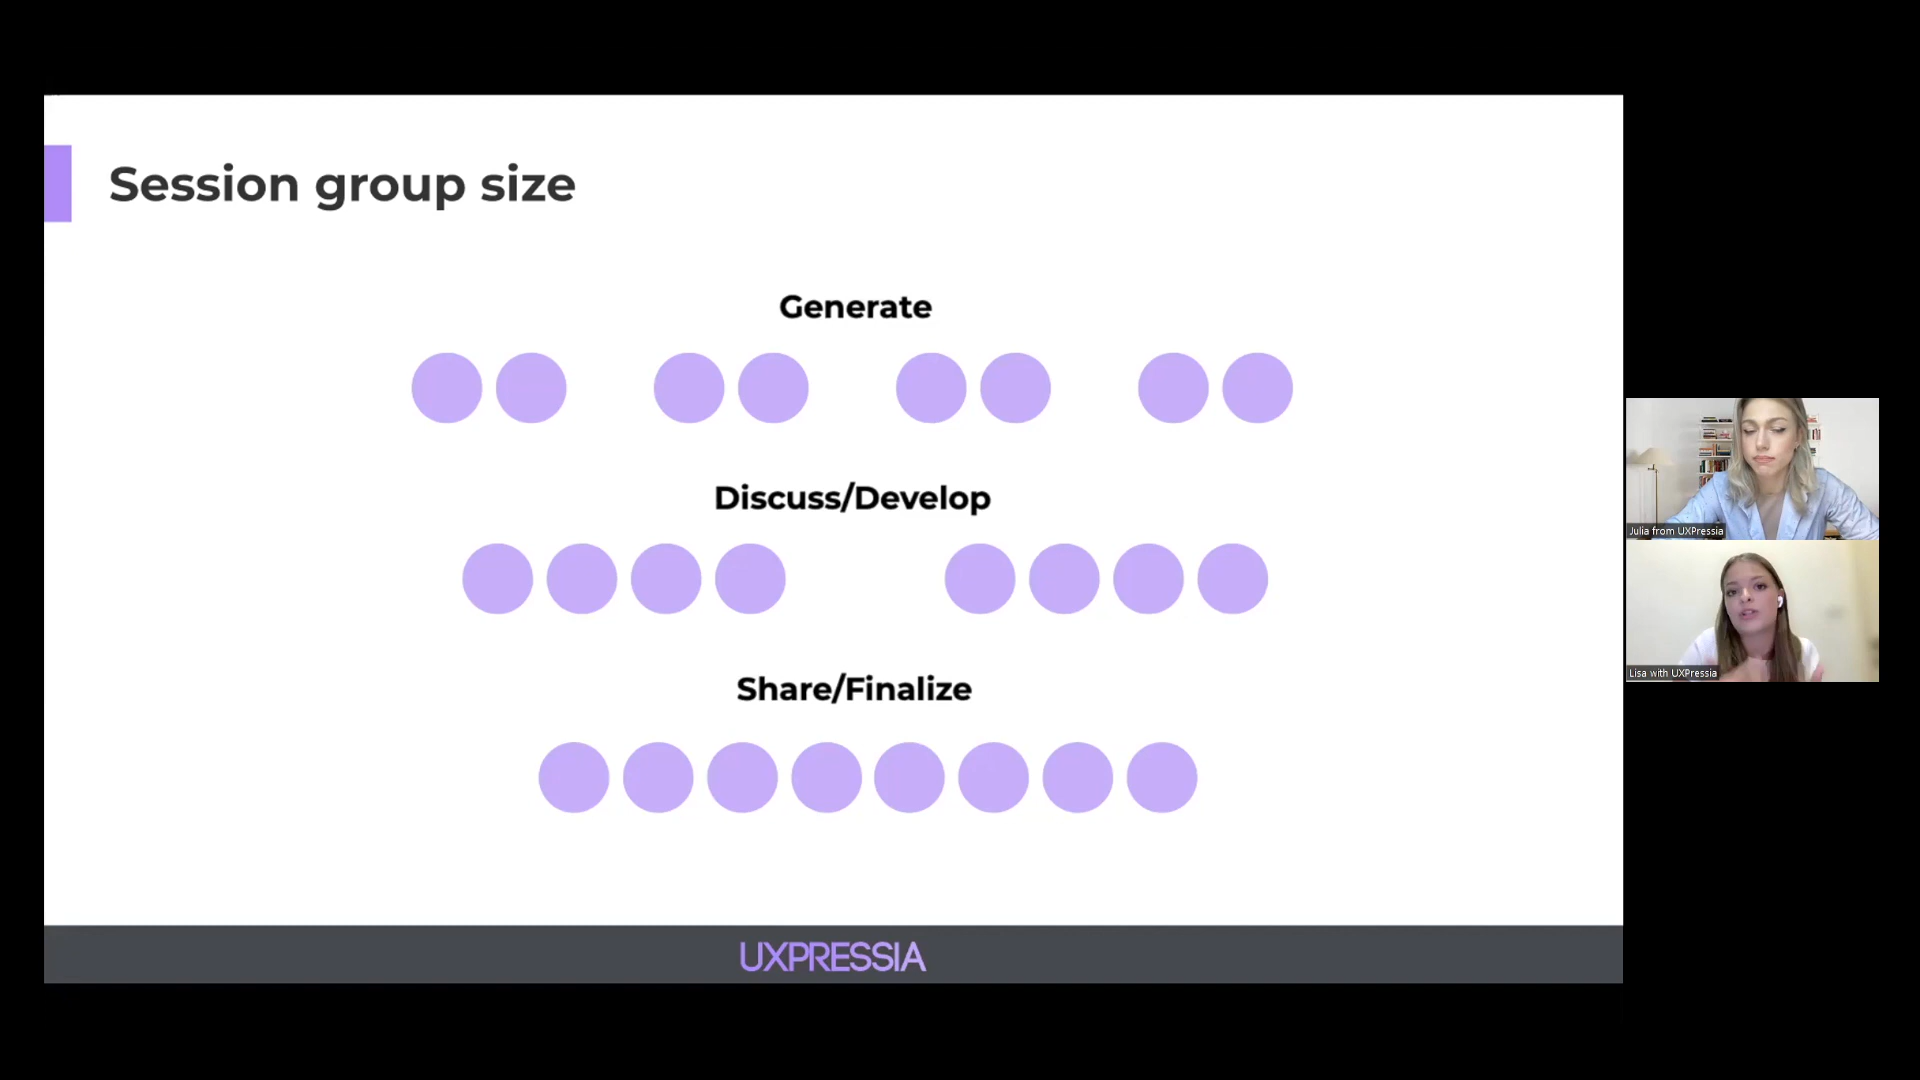 Session group size
Generate
Discuss/Develop
Share/Finalize
UXPRESSIA
Julia from UXPressia
Lisa with UXPressia